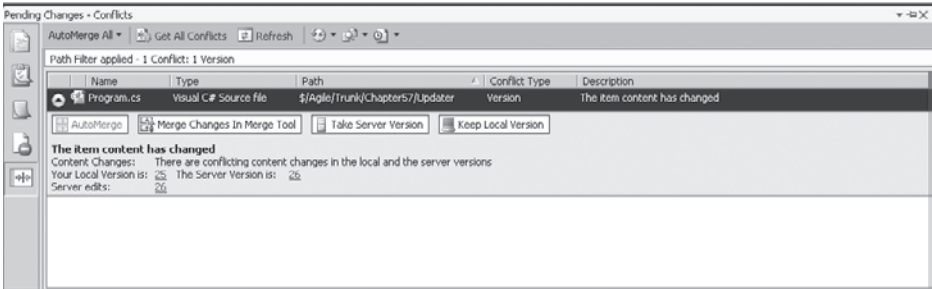 Pending Changes - Conflicts
AutoMerge All Get All Conflicts Refresh
Path Filter applied - 1 Conflict: 1 Version
Name Type Path Conflict Type Description
Program.cs Visual C# Source file $/Agile/Trunk/Chapter57/Updater Version The item content has changed
AutoMerge Merge Changes In Merge Tool Take Server Version Keep Local Version
The item content has changed
Content Changes: There are conflicting content changes in the local and the server versions
Your Local Version is: 25 The Server Version is: 26
Server edits: 26